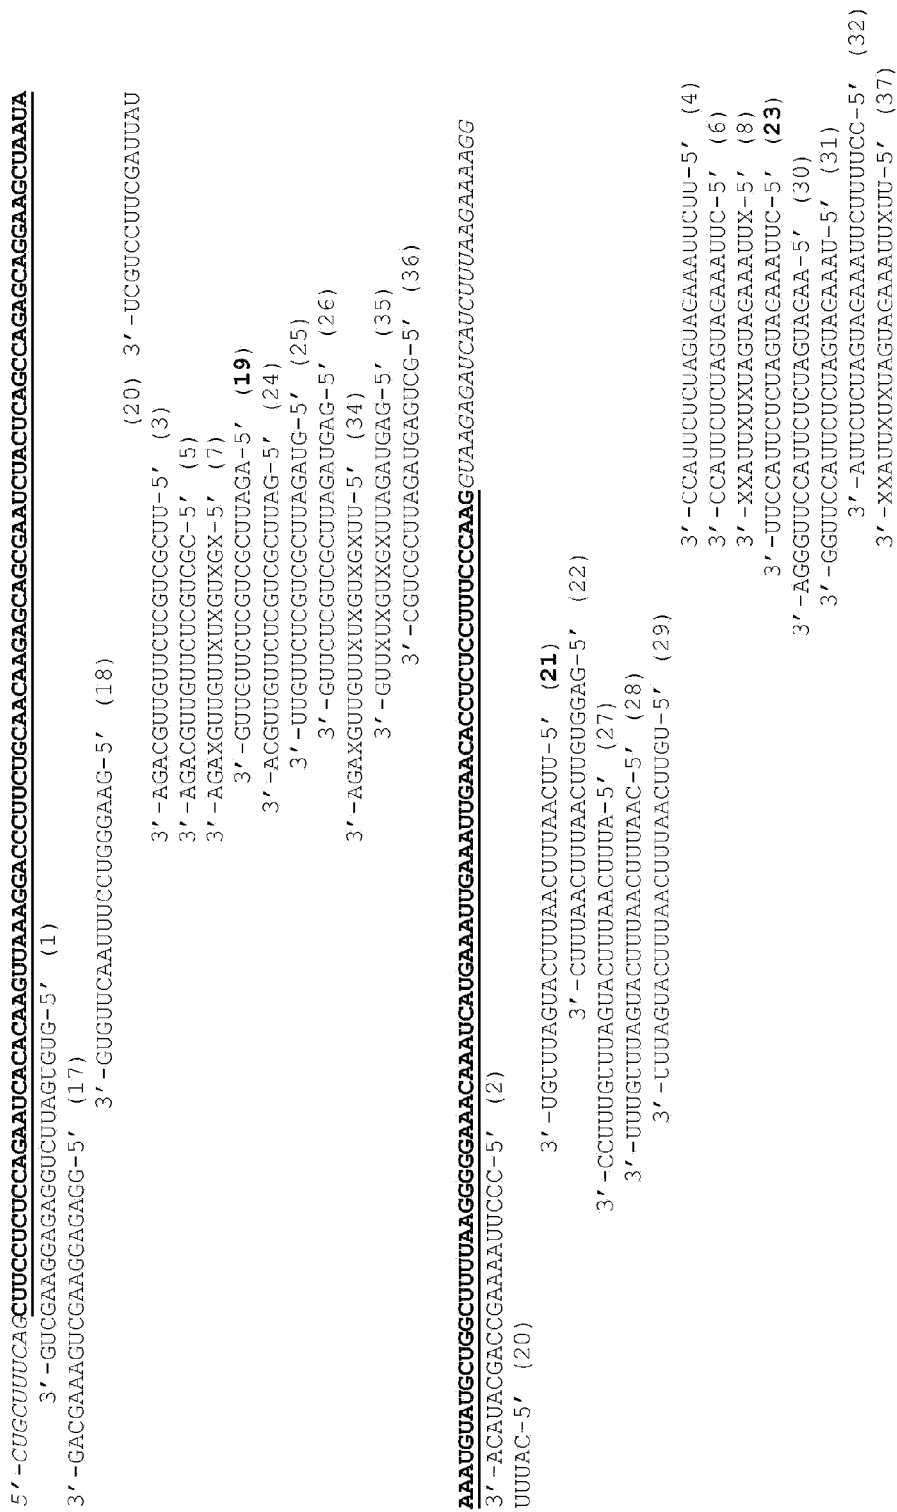 5′-CUGCUUUCAGCUUCCUCUCCAGAAUCACACAAGUUAAAGGACCCUUCUGCAACAAGAGCAGCGAAUCUACUCAGCCAGAGCAGGAAGCUAAUA
3′-GUCGAAGGAGAGGUCUUAGUGUG-5′ (1)
3′-GACGAAAGUCGAAGGAGAGG-5′ (17)
3′-GUGUUCAAUUUCCUGGGAAG-5′ (18)
(20) 3′-UCGUCCUUCGAUUAU
3′-AGACGUUGUUCUCGUCGCUU-5′ (3)
3′-AGACGUUGUUCUCGUCGC-5′ (5)
3′-AGAXGUUGUUXUXGUXGX-5′ (7)
3′-GUUGUUCUCGUCGCUUAGA-5′ (19)
3′-ACGUUGUUCUCGUCGCUUAG-5′ (24)
3′-UUGUUCUCGUCGCUUAGAUG-5′ (25)
3′-GUUCUCGUCGCUUAGAUGAG-5′ (26)
3′-AGAXGUUGUUXUXGUXGXUU-5′ (34)
3′-GUUXUXGUXGXUUAGAUGAG-5′ (35)
3′-CGUCGCUUAGAUGAGUCG-5′ (36)
AAAUGUAUGCUGGCUUUUAAGGGGGAAACAAAUCAUGAAAUUGAAAUUGAACACCUCUCCUUUCCCAAGGUAAGAGAUCAUCUUUAAGAAAAGG
3′-ACAUACGACCGAAAAUUCCC-5′ (2)
UUUAC-5′ (20)
3′-UGUUUAGUACUUUAACUUUAACUU-5′ (21)
3′-CUUUAACUUUAACUUGUGGAG-5′ (22)
3′-CCUUUGUUUAGUACUUUAACUUUA-5′ (27)
3′-UUUGUUUAGUACUUUAACUUUAAC-5′ (28)
3′-UUUAGUACUUUAACUUUAACUUGU-5′ (29)
3′-CCAUUCUCUAGUAGAAAUUCUU-5′ (4)
3′-CCAUUCUCUAGUAGAAAUUC-5′ (6)
3′-XXAUUXUXUAGUAGAAAUUX-5′ (8)
3′-UUCCAUUCUCUAGUAGAAAUUC-5′ (23)
3′-AGGGUUCCAUUCUCUAGUAGAA-5′ (30)
3′-GGUUCCAUUCUCUAGUAGAAAU-5′ (31)
3′-AUUCUCUAGUAGAAAUUCUUUUCC-5′ (32)
3′-XXAUUXUXUAGUAGAAAUUXUU-5′ (37)